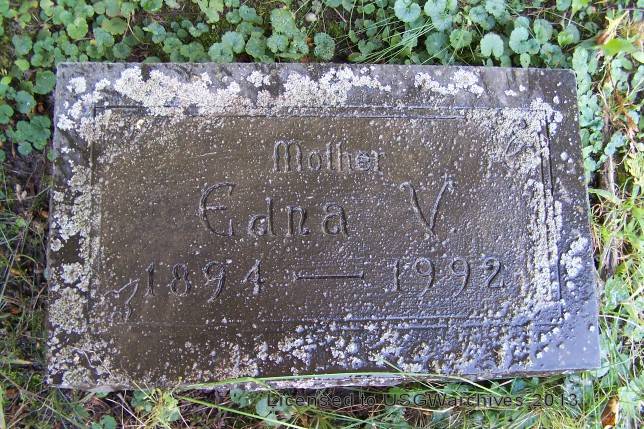 Mother
Edna V.
1894 — 1992
Licensed to USGWarchives 2013